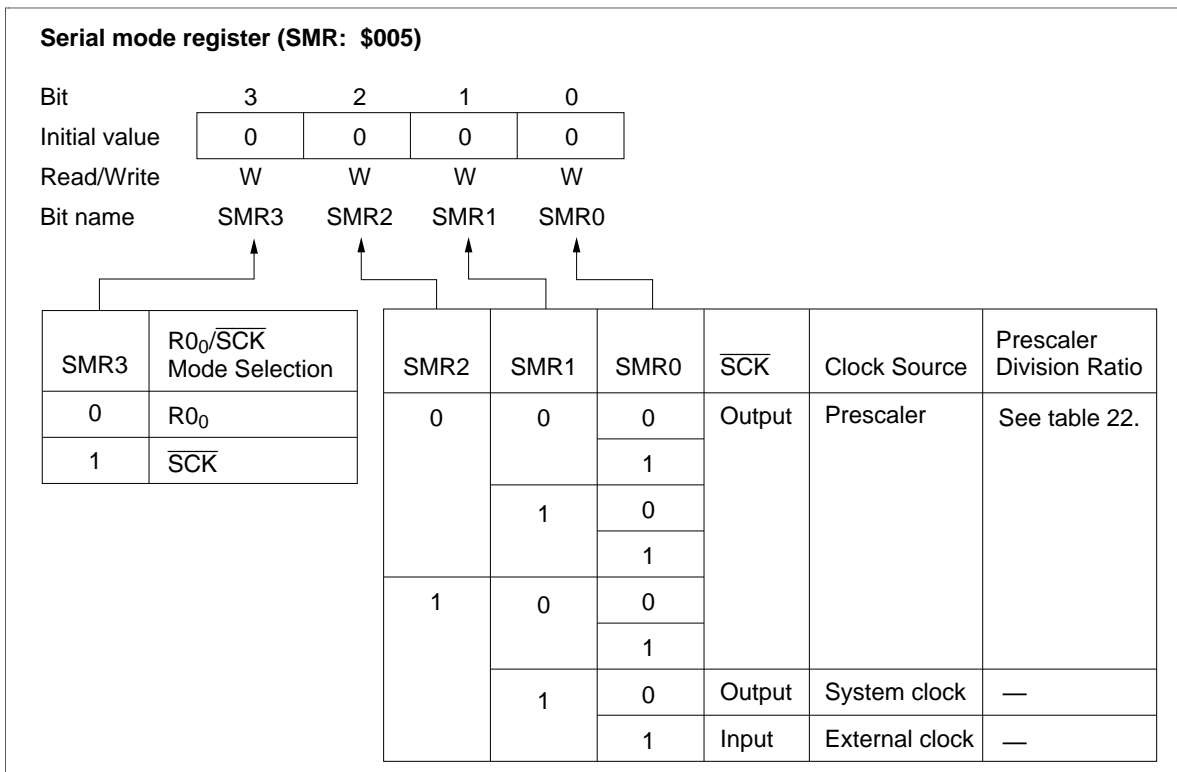 Serial mode register (SMR: $005)
Bit 3 2 1 0
Initial value 0 0 0 0
Read/Write W W W W
Bit name SMR3 SMR2 SMR1 SMR0
SMR3 R0₀/S̅C̅K̅ Mode Selection
0 R0₀
1 S̅C̅K̅
SMR2 SMR1 SMR0 S̅C̅K̅ Clock Source Prescaler Division Ratio
0 0 0 Output Prescaler See table 22.
1
1 0
1
1 0 0
1
1 0 Output System clock —
1 Input External clock —